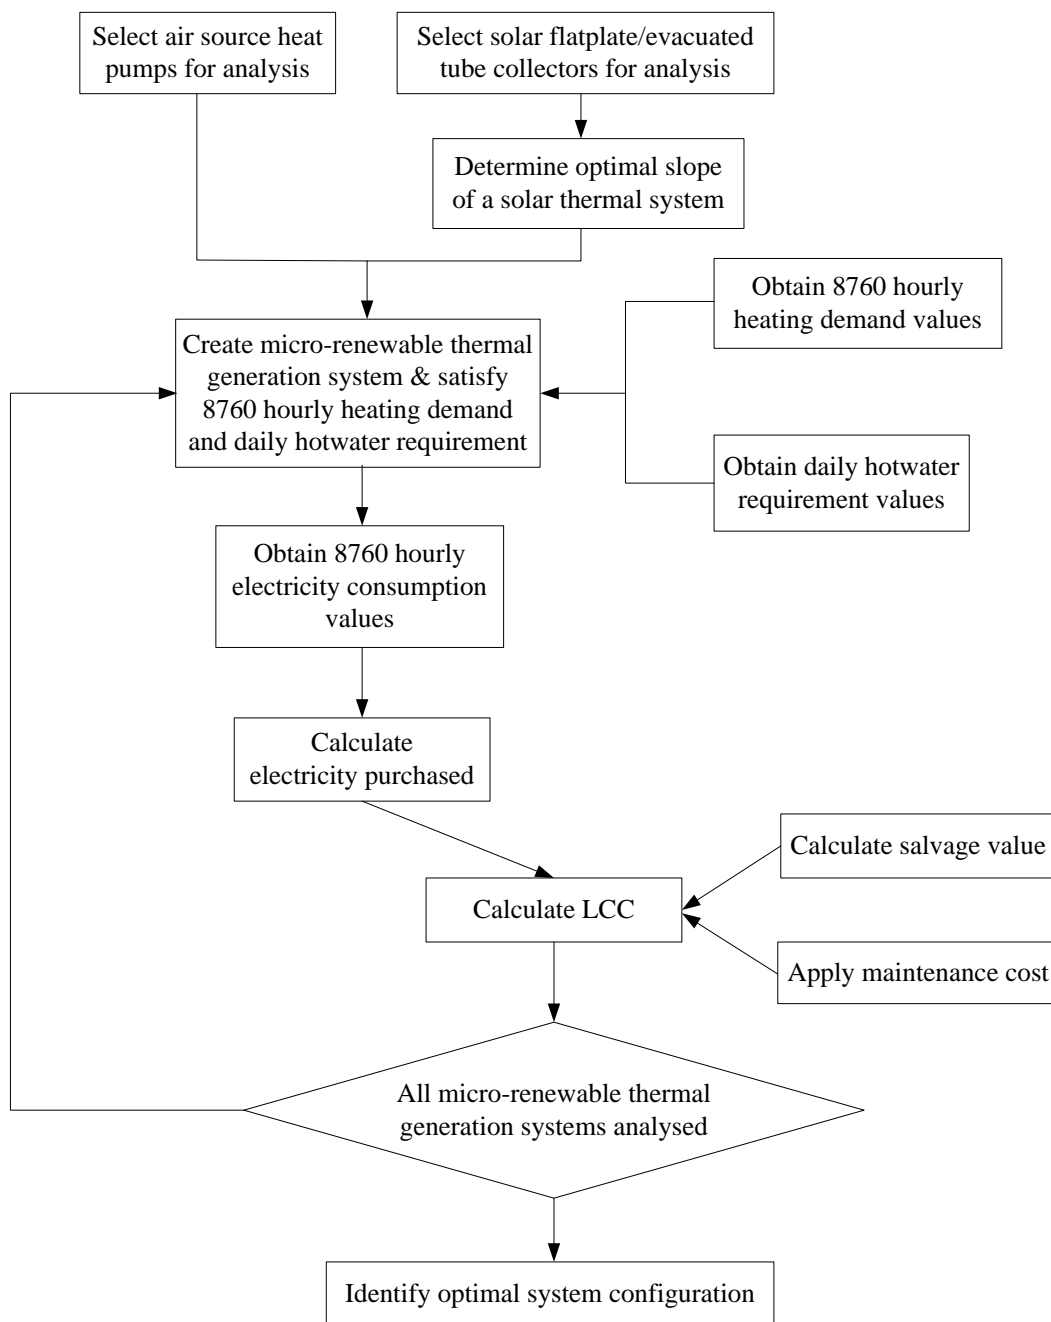 Select air source heat
pumps for analysis
Select solar flatplate/evacuated
tube collectors for analysis
Determine optimal slope
of a solar thermal system
Obtain 8760 hourly
heating demand values
Create micro-renewable thermal
generation system & satisfy
8760 hourly heating demand
and daily hotwater requirement
Obtain daily hotwater
requirement values
Obtain 8760 hourly
electricity consumption
values
Calculate
electricity purchased
Calculate salvage value
Calculate LCC
Apply maintenance cost
All micro-renewable thermal
generation systems analysed
Identify optimal system configuration